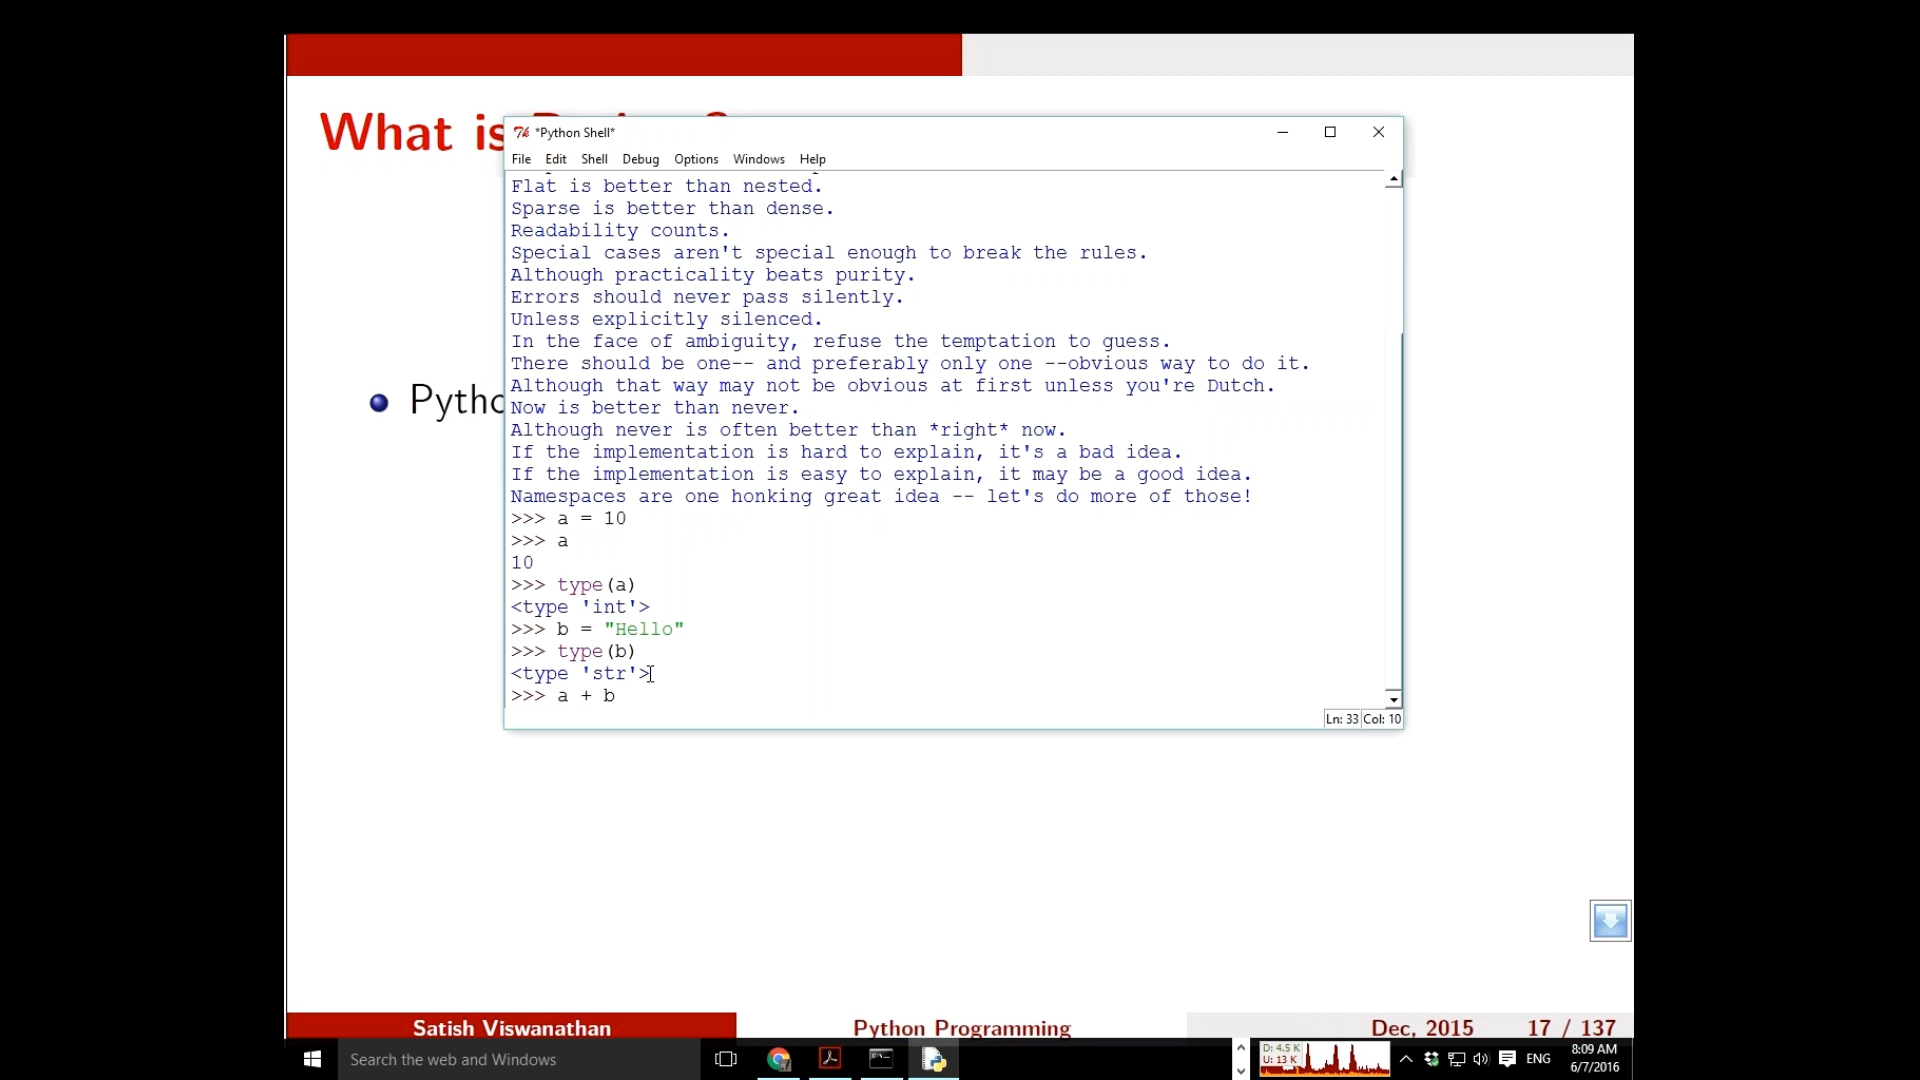 What is
*Python Shell*
File Edit Shell Debug Options Windows Help
Flat is better than nested.
Sparse is better than dense.
Readability counts.
Special cases aren't special enough to break the rules.
Although practicality beats purity.
Errors should never pass silently.
Unless explicitly silenced.
In the face of ambiguity, refuse the temptation to guess.
There should be one-- and preferably only one --obvious way to do it.
Although that way may not be obvious at first unless you're Dutch.
Now is better than never.
Although never is often better than *right* now.
If the implementation is hard to explain, it's a bad idea.
If the implementation is easy to explain, it may be a good idea.
Namespaces are one honking great idea -- let's do more of those!
>>> a = 10
>>> a
10
>>> type(a)
<type 'int'>
>>> b = "Hello"
>>> type(b)
<type 'str'>
>>> a + b
Ln: 33 Col: 10
Pytho
Satish Viswanathan Python Programming Dec, 2015 17 / 137
Search the web and Windows
D: 4.5 K
U: 13 K
ENG
8:09 AM
6/7/2016